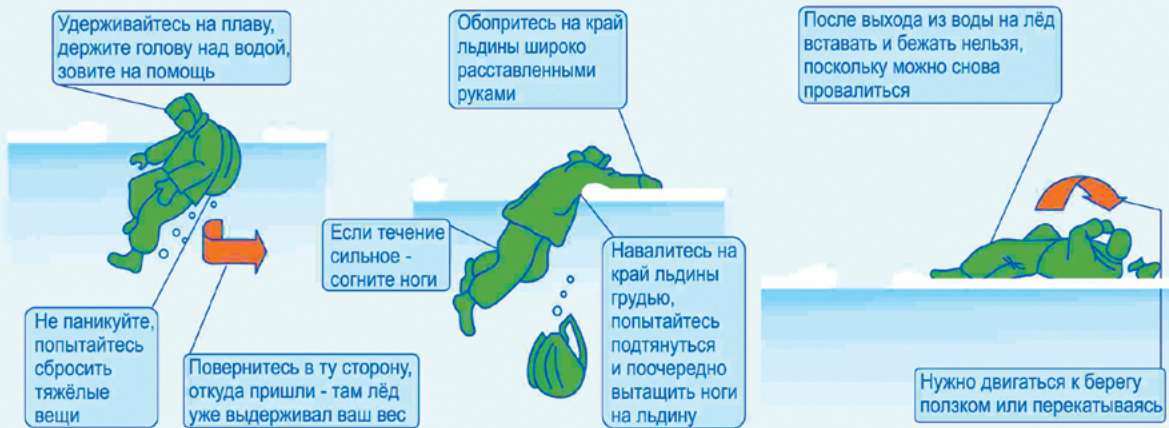 Удерживайтесь на плаву,
держите голову над водой,
зовите на помощь
Не паникуйте,
попытайтесь
сбросить
тяжёлые
вещи
Повернитесь в ту сторону,
откуда пришли - там лёд
уже выдерживал ваш вес
Обопритесь на край
льдины широко
расставленными
руками
Если течение
сильное -
согните ноги
Навалитесь на
край льдины
грудью,
попытайтесь
подтянуться
и поочередно
вытащить ноги
на льдину
После выхода из воды на лёд
вставать и бежать нельзя,
поскольку можно снова
провалиться
Нужно двигаться к берегу
ползком или перекатываясь